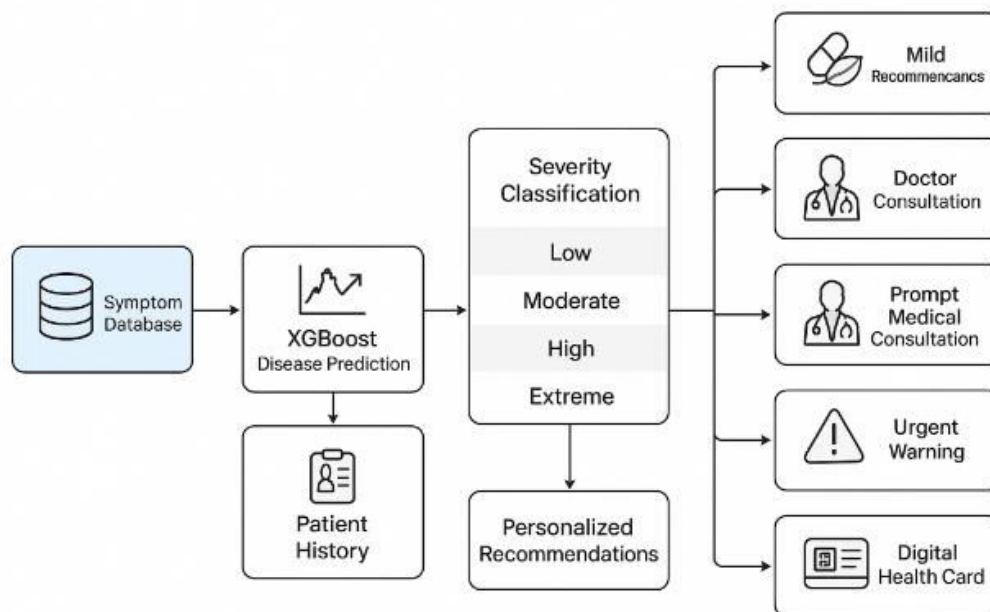 Symptom
Database
XGBoost
Disease Prediction
Patient
History
Severity
Classification
Low
Moderate
High
Extreme
Personalized
Recommendations
Mild
Recommencancs
Doctor
Consultation
Prompt
Medical
Consultation
Urgent
Warning
Digital
Health Card